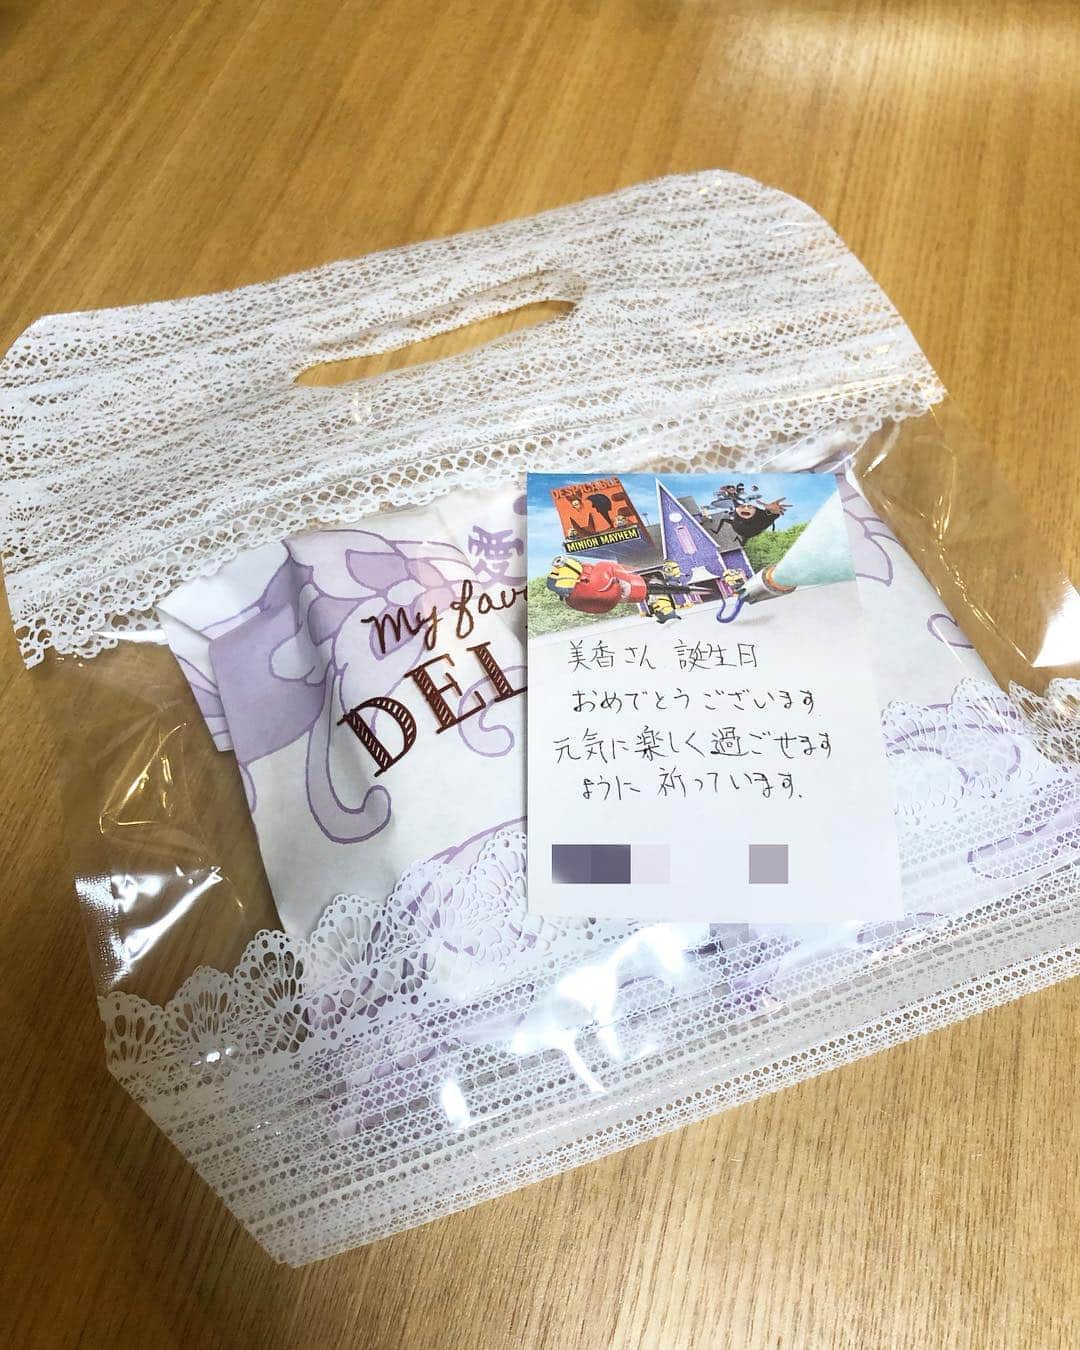 DESPICABLE
ME
MINION MAYHEM
愛
My fav
DEL
美香さん 誕生日
おめでとうございます
元気に楽しく過ごせます
ように 祈っています.